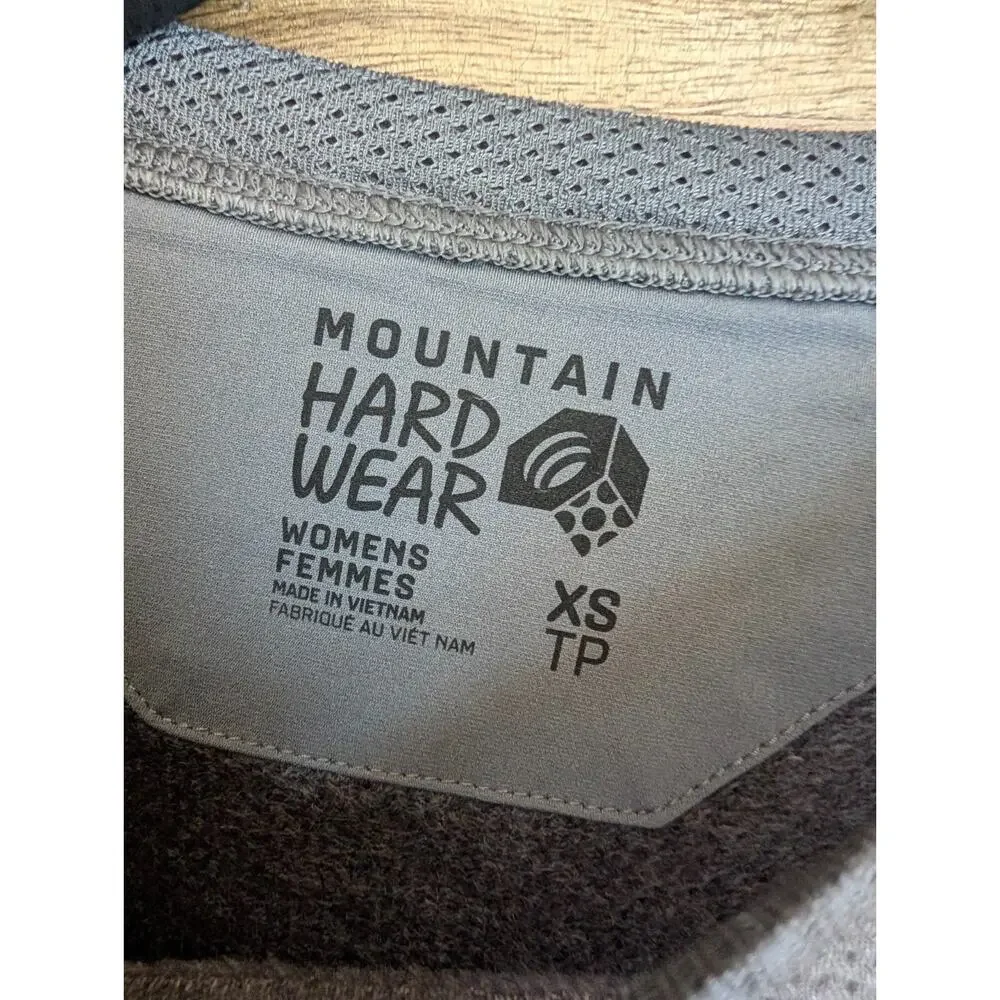 MOUNTAIN
HARD
WEAR
WOMENS
FEMMES
MADE IN VIETNAM
FABRIQUÉ AU VIÊT NAM
XS
TP